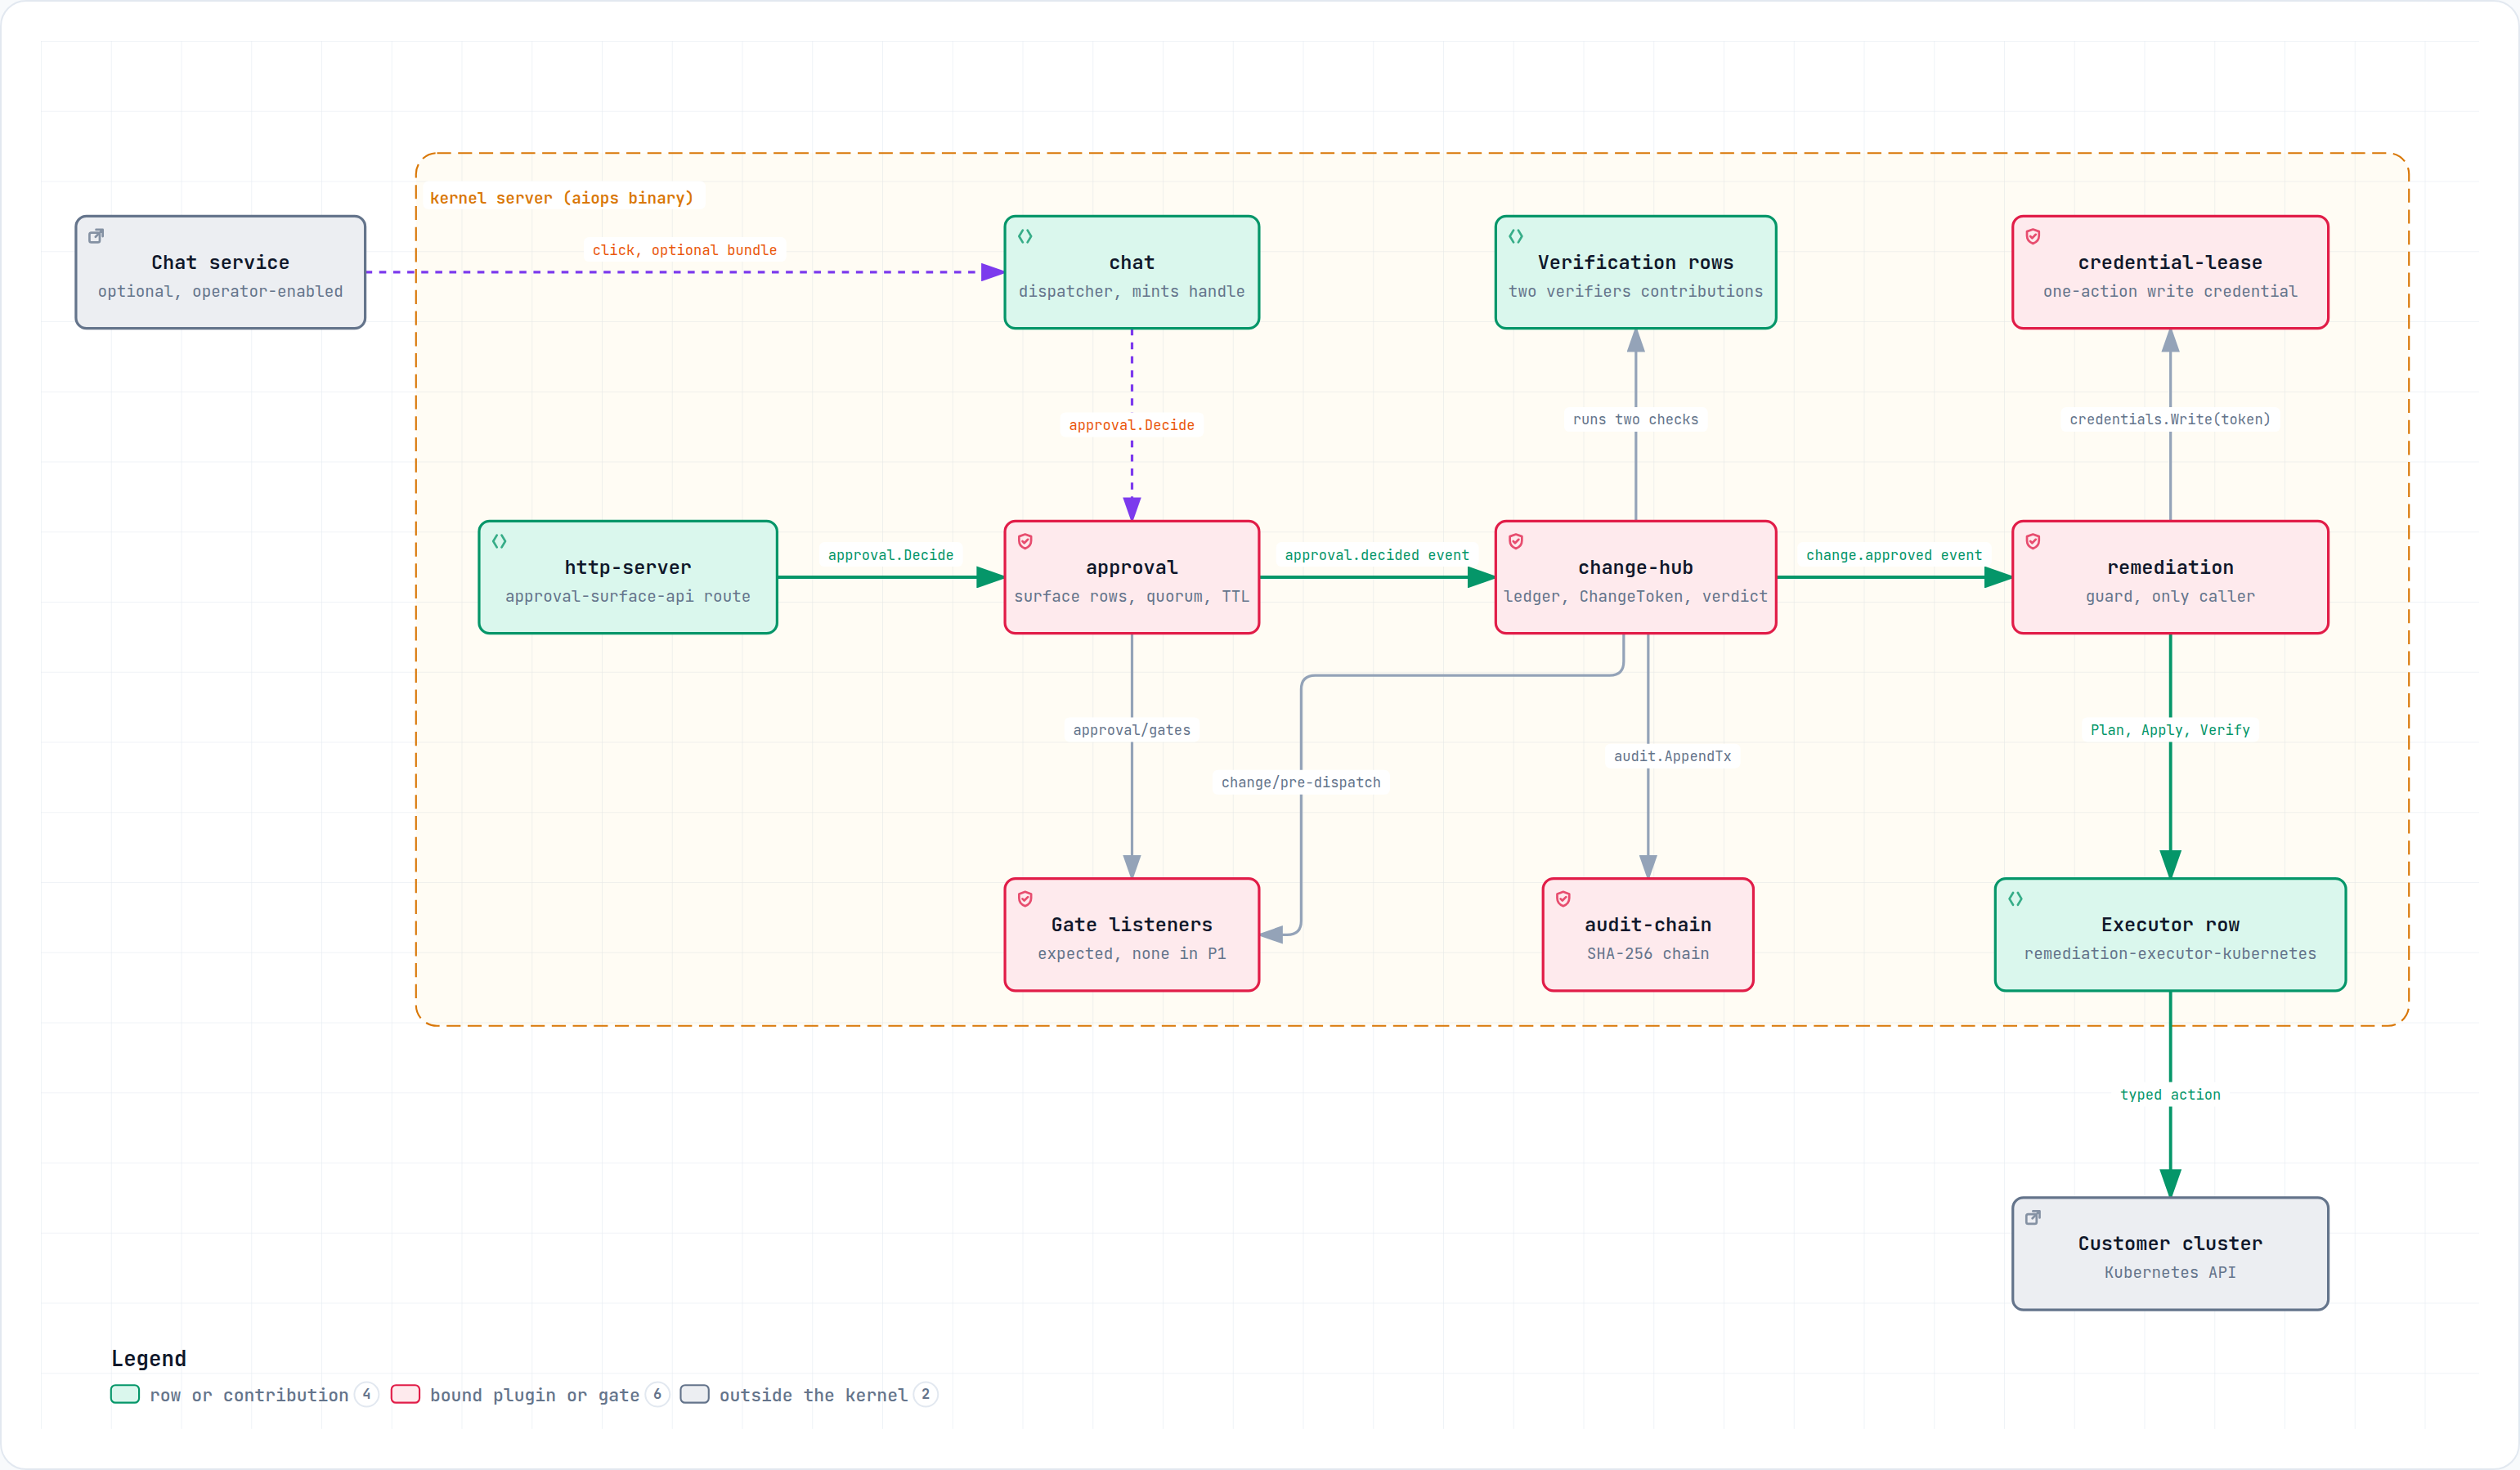 kernel server (aiops binary)
Chat service
optional, operator-enabled
click, optional bundle
chat
dispatcher, mints handle
Verification rows
two verifiers contributions
credential-lease
one-action write credential
approval.Decide
runs two checks
credentials.Write(token)
http-server
approval-surface-api route
approval.Decide
approval
surface rows, quorum, TTL
approval.decided event
change-hub
ledger, ChangeToken, verdict
change.approved event
remediation
guard, only caller
approval/gates
change/pre-dispatch
audit.AppendTx
Plan, Apply, Verify
Gate listeners
expected, none in P1
audit-chain
SHA-256 chain
Executor row
remediation-executor-kubernetes
typed action
Customer cluster
Kubernetes API
Legend
row or contribution 4
bound plugin or gate 6
outside the kernel 2